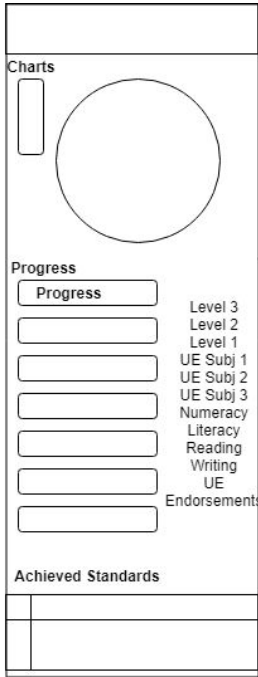 Charts
Progress
Progress
Level 3
Level 2
Level 1
UE Subj 1
UE Subj 2
UE Subj 3
Numeracy
Literacy
Reading
Writing
UE
Endorsements
Achieved Standards